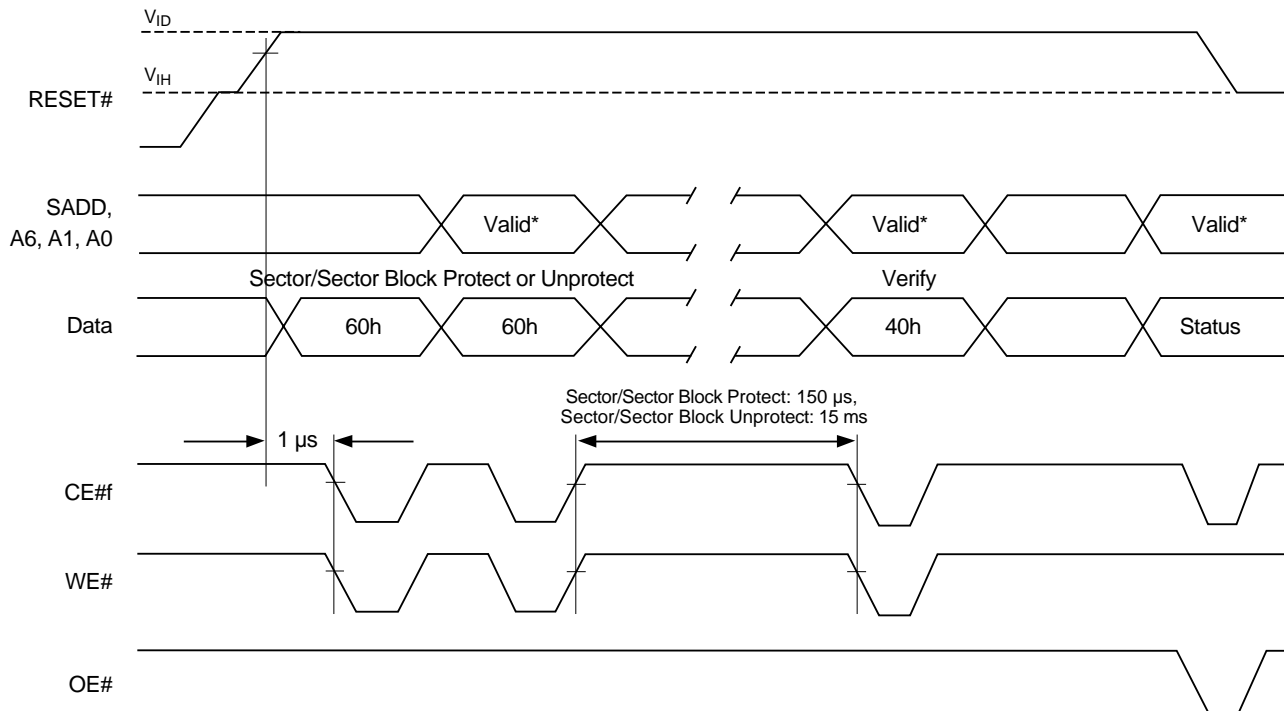 VID
VIH
RESET#
SADD,
A6, A1, A0
Valid*
Valid*
Valid*
Sector/Sector Block Protect or Unprotect
Verify
Data
60h
60h
40h
Status
Sector/Sector Block Protect: 150 µs,
Sector/Sector Block Unprotect: 15 ms
1 µs
CE#f
WE#
OE#